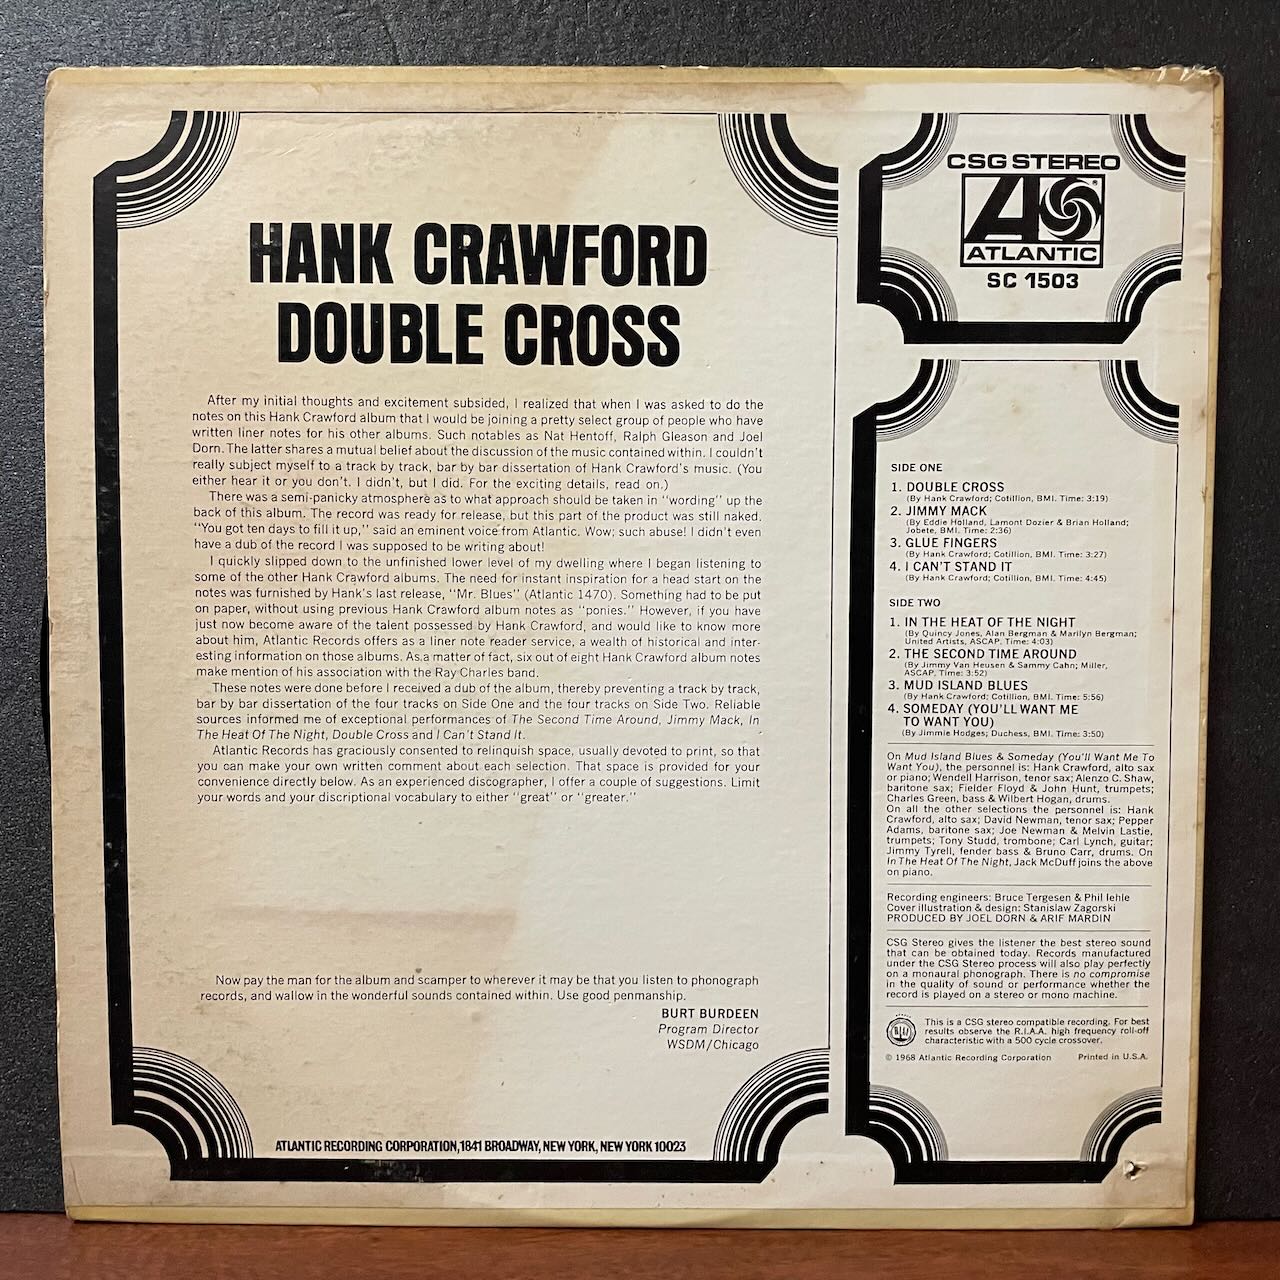 HANK CRAWFORD
DOUBLE CROSS
After my initial thoughts and excitement subsided, I realized that when I was asked to do the
notes on this Hank Crawford album that I would be joining a pretty select group of people who have
written liner notes for his other albums. Such notables as Nat Hentoff, Ralph Gleason and Joel
Dorn. The latter shares a mutual belief about the discussion of the music contained within. I couldn't
really subject myself to a track by track, bar by bar dissertation of Hank Crawford's music. (You
either hear it or you don't. I didn't, but I did. For the exciting details, read on.)
There was a semi-panicky atmosphere as to what approach should be taken in "wording" up the
back of this album. The record was ready for release, but this part of the product was still naked.
"You got ten days to fill it up," said an eminent voice from Atlantic. Wow; such abuse! I didn't even
have a dub of the record I was supposed to be writing about!
I quickly slipped down to the unfinished lower level of my dwelling where I began listening to
some of the other Hank Crawford albums. The need for instant inspiration for a head start on the
notes was furnished by Hank's last release, "Mr. Blues" (Atlantic 1470). Something had to be put
on paper, without using previous Hank Crawford album notes as "ponies." However, if you have
just now become aware of the talent possessed by Hank Crawford, and would like to know more
about him, Atlantic Records offers as a liner note reader service, a wealth of historical and inter-
esting information on those albums. As a matter of fact, six out of eight Hank Crawford album notes
make mention of his association with the Ray Charles band.
These notes were done before I received a dub of the album, thereby preventing a track by track,
bar by bar dissertation of the four tracks on Side One and the four tracks on Side Two. Reliable
sources informed me of exceptional performances of The Second Time Around, Jimmy Mack, In
The Heat Of The Night, Double Cross and I Can't Stand It.
Atlantic Records has graciously consented to relinquish space, usually devoted to print, so that
you can make your own written comment about each selection. That space is provided for your
convenience directly below. As an experienced discographer, I offer a couple of suggestions. Limit
your words and your discriptional vocabulary to either "great" or "greater."
Now pay the man for the album and scamper to wherever it may be that you listen to phonograph
records, and wallow in the wonderful sounds contained within. Use good penmanship.
BURT BURDEEN
Program Director
WSDM/Chicago
ATLANTIC RECORDING CORPORATION, 1841 BROADWAY, NEW YORK, NEW YORK 10023
CSG STEREO
A
®
ATLANTIC
SC 1503
SIDE ONE
1. DOUBLE CROSS
(By Hank Crawford; Cotillion, BMI. Time: 3:19)
2. JIMMY MACK
(By Eddie Holland, Lamont Dozier & Brian Holland;
Jobete, BMI. Time: 2:36)
3. GLUE FINGERS
(By Hank Crawford; Cotillion, BMI. Time: 3:27)
4. I CAN'T STAND IT
(By Hank Crawford; Cotillion, BMI. Time: 4:45)
SIDE TWO
1. IN THE HEAT OF THE NIGHT
(By Quincy Jones, Alan Bergman & Marilyn Bergman;
United Artists, ASCAP, Time: 4:03)
2. THE SECOND TIME AROUND
(By Jimmy Van Heusen & Sammy Cahn; Miller,
ASCAP, Time: 3:52)
3. MUD ISLAND BLUES
(By Hank Crawford; Cotillion, BMI. Time: 5:56)
4. SOMEDAY (YOU'LL WANT ME
TO WANT YOU)
(By Jimmie Hodges; Duchess, BMI. Time: 3:50)
On Mud Island Blues & Someday (You'll Want Me To
Want You), the personnel is: Hank Crawford, alto sax
or piano; Wendell Harrison, tenor sax; Alenzo C. Shaw,
baritone sax; Fielder Floyd & John Hunt, trumpets;
Charles Green, bass & Wilbert Hogan, drums.
On all the other selections the personnel is: Hank
Crawford, alto sax; David Newman, tenor sax; Pepper
Adams, baritone sax; Joe Newman & Melvin Lastie,
trumpets; Tony Studd, trombone; Carl Lynch, guitar;
Jimmy Tyrell, fender bass & Bruno Carr, drums. On
In The Heat Of The Night, Jack McDuff joins the above
on piano.
Recording engineers: Bruce Tergesen & Phil Iehle
Cover illustration & design: Stanislaw Zagorski
PRODUCED BY JOEL DORN & ARIF MARDIN
CSG Stereo gives the listener the best stereo sound
that can be obtained today. Records manufactured
under the CSG Stereo process will also play perfectly
on a monaural phonograph. There is no compromise
in the quality of sound or performance whether the
record is played on a stereo or mono machine.
This is a CSG stereo compatible recording. For best
results observe the R.I.A.A. high frequency roll-off
characteristic with a 500 cycle crossover.
© 1968 Atlantic Recording Corporation Printed in U.S.A.